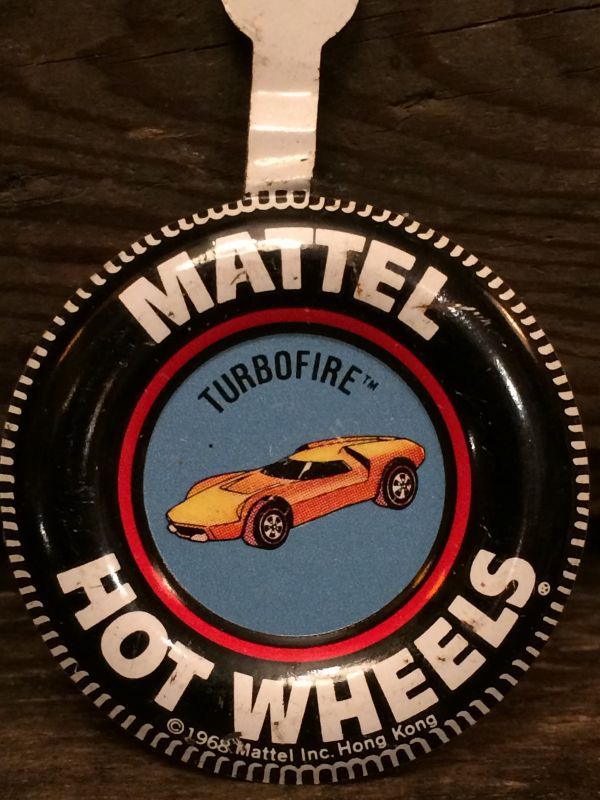 MATTEL
TURBOFIRE™
HOT WHEELS®
©1968 Mattel Inc. Hong Kong